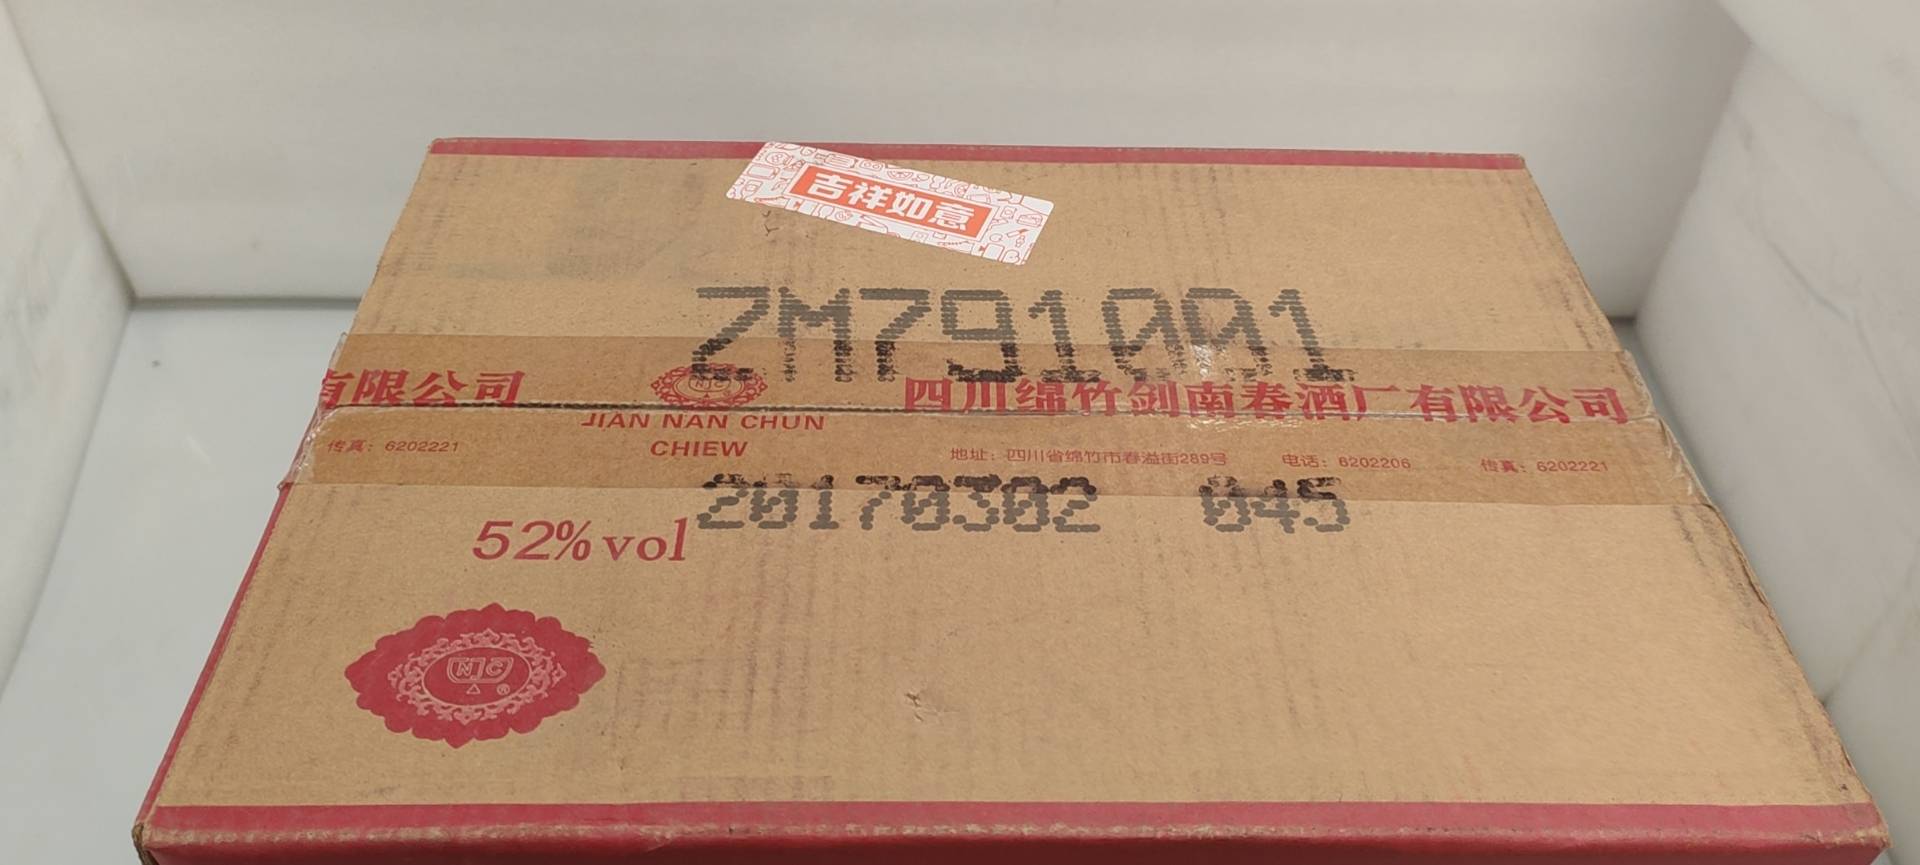 吉祥如意
ZM791001
有限公司
四川绵竹剑南春酒厂有限公司
JIAN NAN CHUN
CHIEW
传真：6202221
地址：四川省绵竹市春溢街289号 电话：6202206 传真：6202221
20170302 045
52%vol
NJC
®